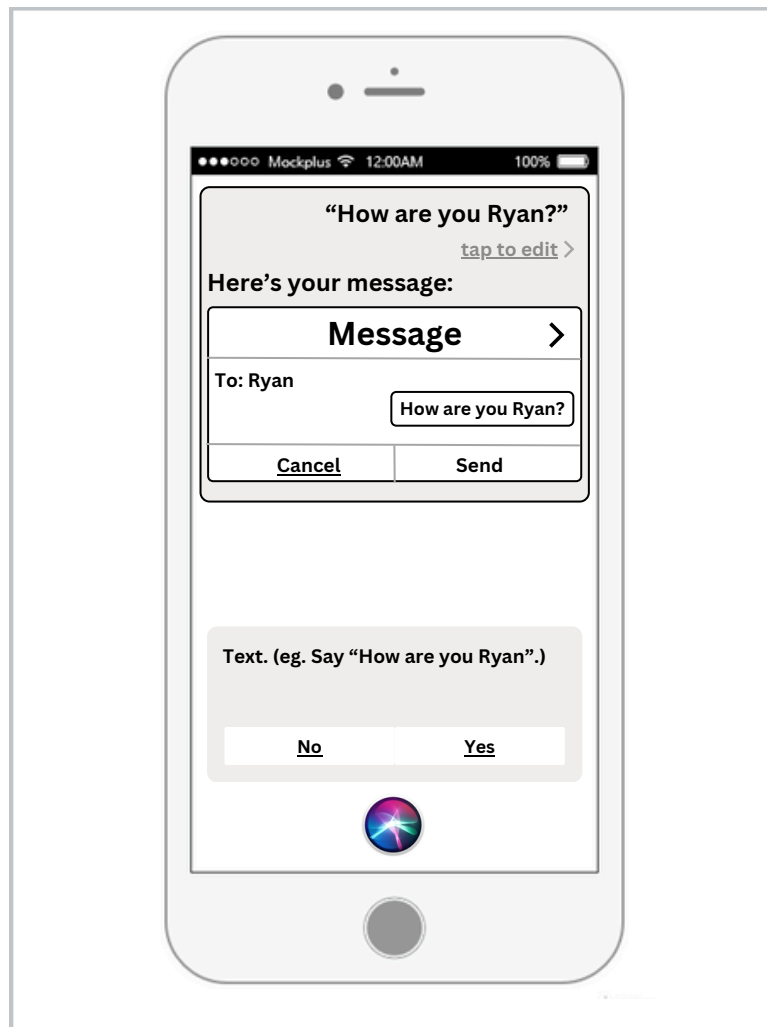 Mockplus 12:00AM 100%
“How are you Ryan?”
tap to edit >
Here’s your message:
Message >
To: Ryan
How are you Ryan?
Cancel Send
Text. (eg. Say “How are you Ryan”.)
No Yes